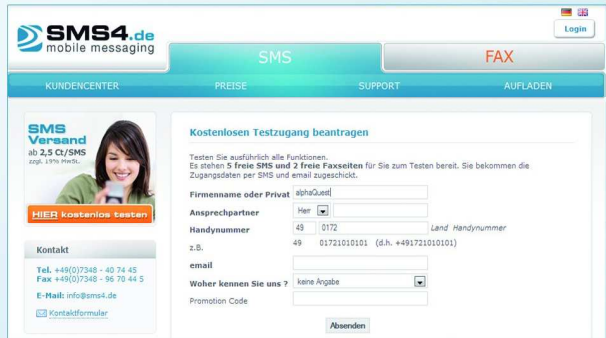 SMS4.de
mobile messaging
Login
SMS
FAX
KUNDENCENTER
PREISE
SUPPORT
AUFLADEN
SMS
Versand
ab 2,5 Ct/SMS
zzgl. 19% MwSt.
HIER kostenlos testen
Kontakt
Tel. +49(0)7348 - 40 74 45
Fax +49(0)7348 - 96 70 44 5
E-Mail: info@sms4.de
Kontaktformular
Kostenlosen Testzugang beantragen
Testen Sie ausführlich alle Funktionen.
Es stehen 5 freie SMS und 2 freie Faxseiten für Sie zum Testen bereit. Sie bekommen die
Zugangsdaten per SMS und email zugeschickt.
Firmenname oder Privat alphaQuest
Ansprechpartner Herr
Handynummer 49 0172 Land Handynummer
z.B. 49 01721010101 (d.h. +491721010101)
email
Woher kennen Sie uns ? keine Angabe
Promotion Code
Absenden